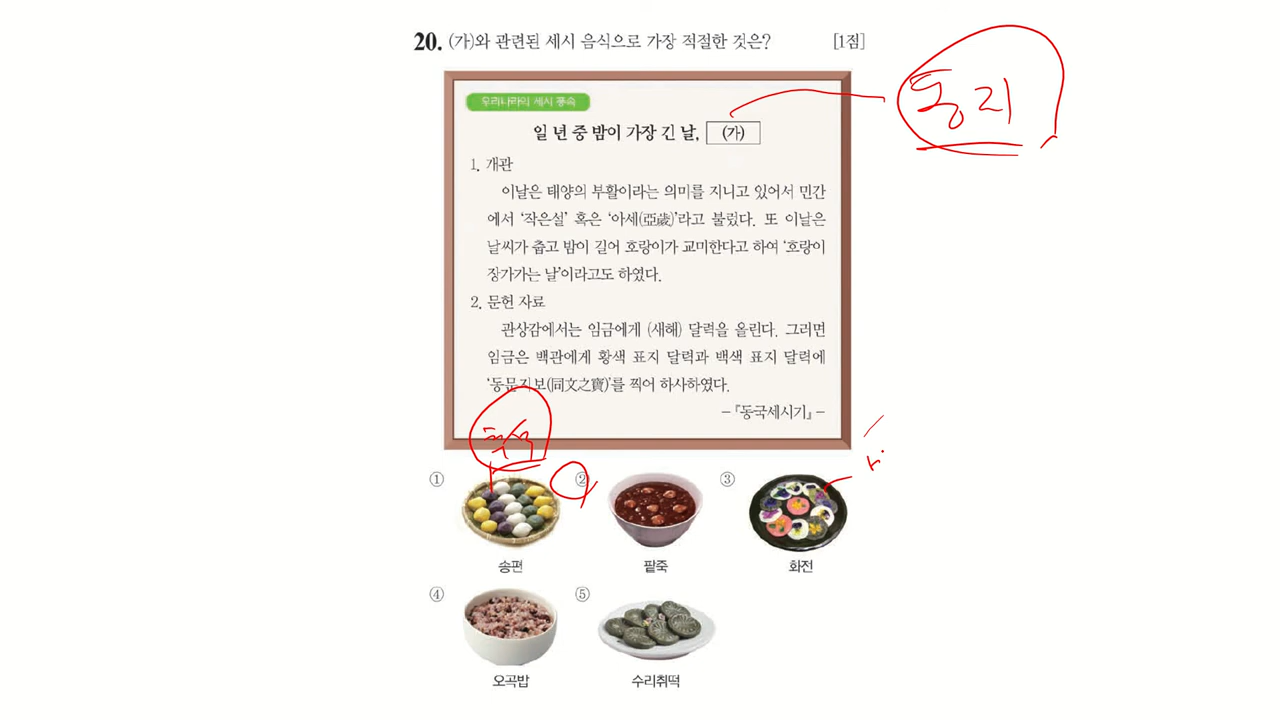 20. (가)와 관련된 세시 음식으로 가장 적절한 것은? [1점]
우리나라의 세시 풍속
일 년 중 밤이 가장 긴 날, (가)
동지
1. 개관
이날은 태양의 부활이라는 의미를 지니고 있어서 민간
에서 ‘작은설’ 혹은 ‘아세(亞歲)’라고 불렀다. 또 이날은
날씨가 춥고 밤이 길어 호랑이가 교미한다고 하여 ‘호랑이
장가가는 날’이라고도 하였다.
2. 문헌 자료
관상감에서는 임금에게 (새해) 달력을 올린다. 그러면
임금은 백관에게 황색 표지 달력과 백색 표지 달력에
‘동문지보(同文之寶)’를 찍어 하사하였다.
-『동국세시기』-
추석
① ② ③
송편 팥죽 화전
④ ⑤
오곡밥 수리취떡